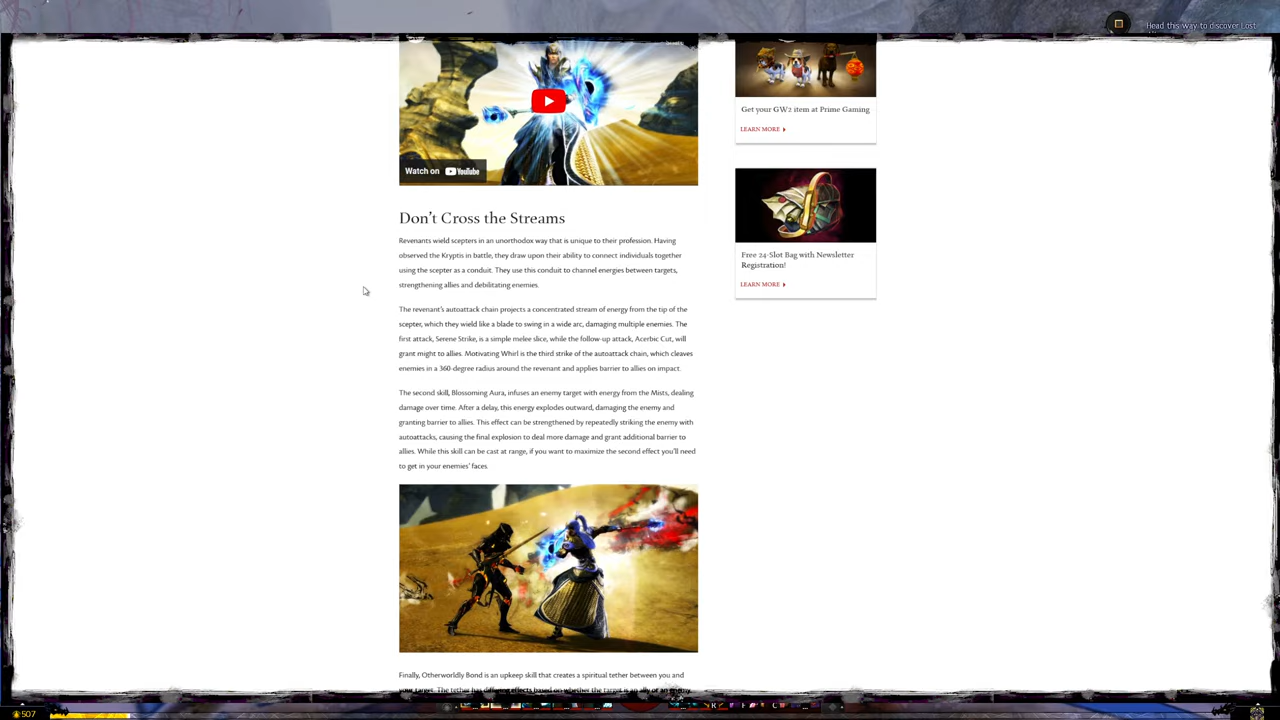 Head this way to discover Lost
Watch on YouTube
Get your GW2 item at Prime Gaming
LEARN MORE
Free 24-Slot Bag with Newsletter
Registration!
LEARN MORE
Don't Cross the Streams
Revenants wield scepters in an unorthodox way that is unique to their profession. Having
observed the Kryptis in battle, they draw upon their ability to connect individuals together
using the scepter as a conduit. They use this conduit to channel energies between targets,
strengthening allies and debilitating enemies.
The revenant's autoattack chain projects a concentrated stream of energy from the tip of the
scepter, which they wield like a blade to swing in a wide arc, damaging multiple enemies. The
first attack, Serene Strike, is a simple melee slice, while the follow-up attack, Acerbic Cut, will
grant might to allies. Motivating Whirl is the third strike of the autoattack chain, which cleaves
enemies in a 360-degree radius around the revenant and applies barrier to allies on impact.
The second skill, Blossoming Aura, infuses an enemy target with energy from the Mists, dealing
damage over time. After a delay, this energy explodes outward, damaging the enemy and
granting barrier to allies. This effect can be strengthened by repeatedly striking the enemy with
autoattacks, causing the final explosion to deal more damage and grant additional barrier to
allies. While this skill can be cast at range, if you want to maximize the second effect you'll need
to get in your enemies' faces.
Finally, Otherworldly Bond is an upkeep skill that creates a spiritual tether between you and
your target. The tether has differing effects based on whether the target is an ally or an enemy.
507